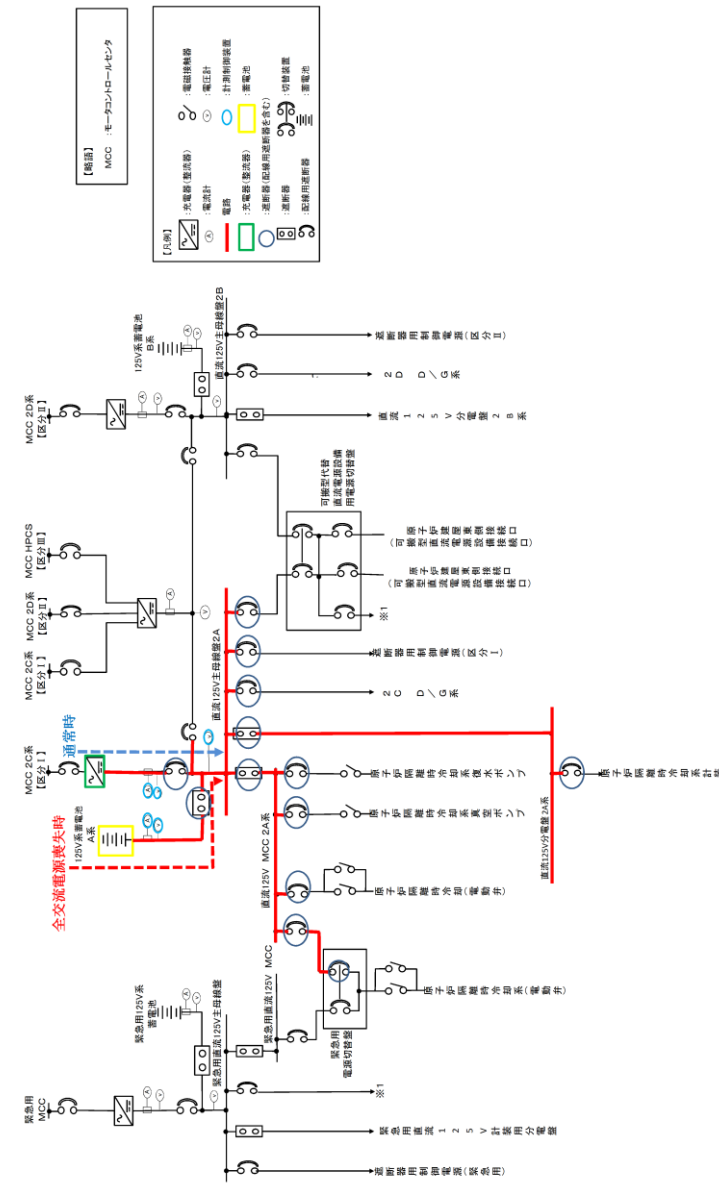 【略語】
MCC ：モータコントロールセンタ
【凡例】
：充電器(整流器)
：電磁接触器
：電流計
：電圧計
電路
：計測制御装置
：充電器(整流器)
：蓄電池
：遮断器(配線用遮断器を含む)
：遮断器
：切替装置
：配線用遮断器
：蓄電池
緊急用
MCC
緊急用125V系
蓄電池
緊急用直流125V主母線盤
遮断器用制御電源(緊急用)
緊急用直流125V計装用分電盤
※1
緊急用直流125V MCC
緊急用
電源切替盤
原子炉隔離時冷却系(電動弁)
全交流電源喪失時
125V系蓄電池
A系
MCC 2C系
【区分Ⅰ】
通常時
直流125V MCC 2A系
原子炉隔離時冷却(電動弁)
原子炉隔離時冷却系真空ポンプ
原子炉隔離時冷却系復水ポンプ
直流125V主母線盤2A
直流125V分電盤 2A系
原子炉隔離時冷却系計装
2C D/G系
遮断器用制御電源(区分Ⅰ)
MCC 2C系
【区分Ⅰ】
MCC 2D系
【区分Ⅱ】
MCC HPCS
【区分Ⅲ】
可搬型代替
直流電源設備
用電源切替盤
※1
原子炉建屋東側接続口
(可搬型直流電源設備接続口)
原子炉建屋東側接続口
(可搬型直流電源設備接続口)
MCC 2D系
【区分Ⅱ】
125V系蓄電池
B系
直流125V主母線盤2B
直流125V分電盤2B系
2D D/G系
遮断器用制御電源(区分Ⅱ)